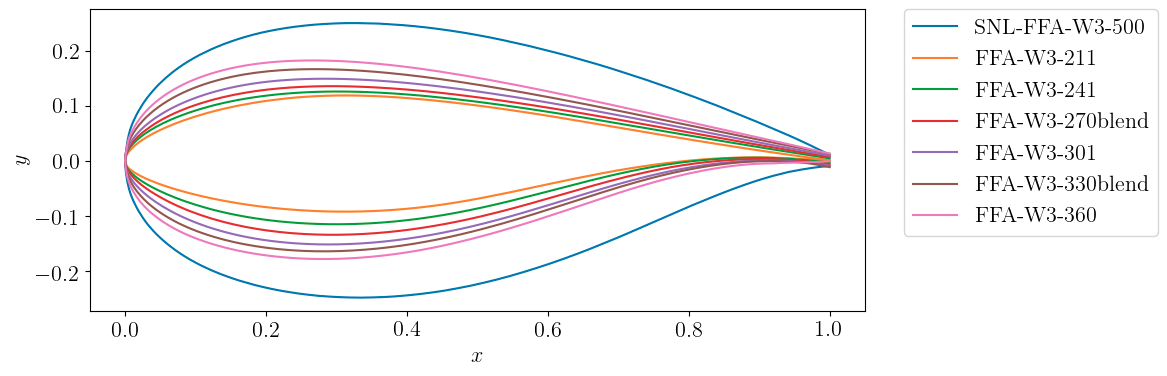 y
0.2
0.1
0.0
−0.1
−0.2
0.0 0.2 0.4 0.6 0.8 1.0
x
SNL-FFA-W3-500
FFA-W3-211
FFA-W3-241
FFA-W3-270blend
FFA-W3-301
FFA-W3-330blend
FFA-W3-360